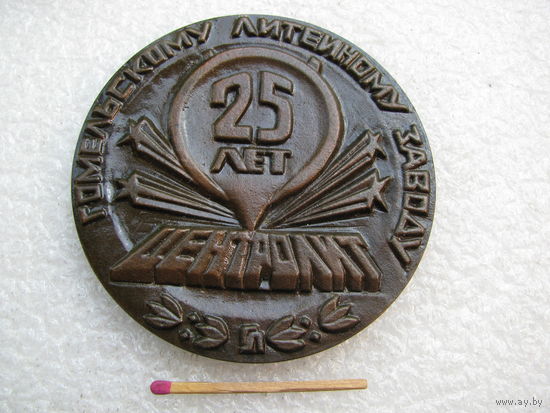 ГОМЕЛЬСКОМУ ЛИТЕЙНОМУ ЗАВОДУ
25
ЛЕТ
ЦЕНТРОЛИТ
www.ay.by